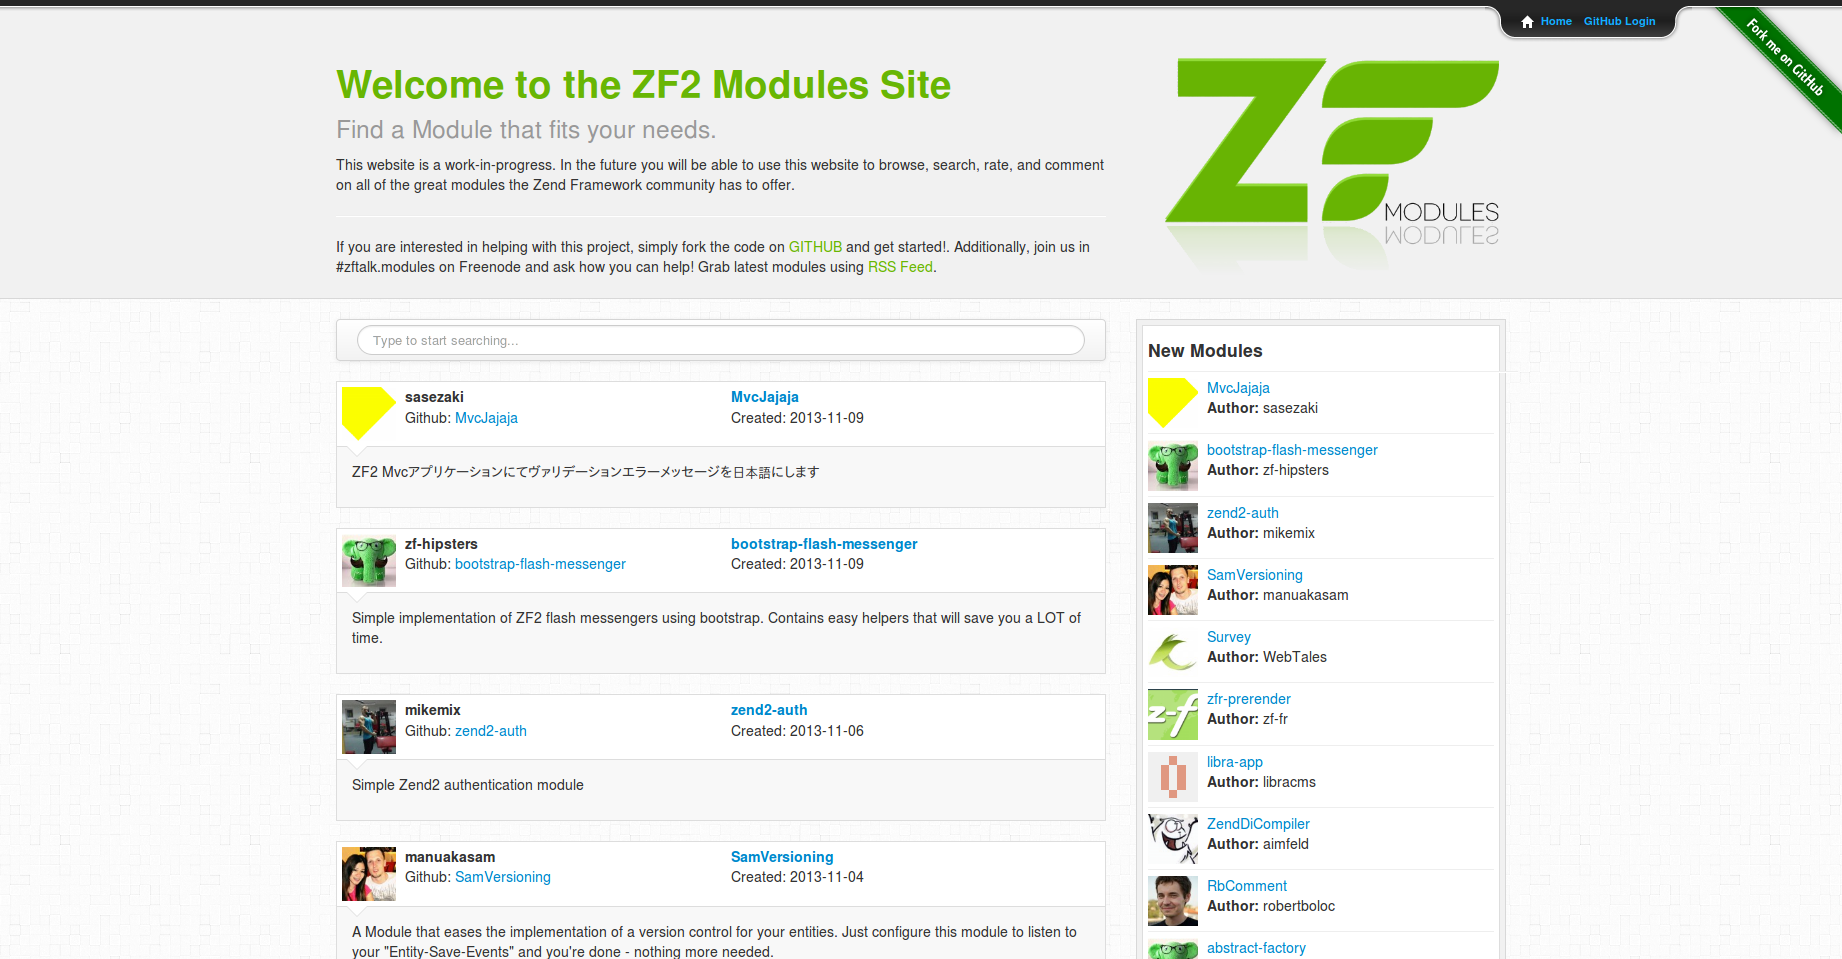 Home GitHub Login
Fork me on GitHub
Welcome to the ZF2 Modules Site
Find a Module that fits your needs.
This website is a work-in-progress. In the future you will be able to use this website to browse, search, rate, and comment
on all of the great modules the Zend Framework community has to offer.
If you are interested in helping with this project, simply fork the code on GITHUB and get started!. Additionally, join us in
#zftalk.modules on Freenode and ask how you can help! Grab latest modules using RSS Feed.
ZF
MODULES
Type to start searching...
sasezaki MvcJajaja
Github: MvcJajaja Created: 2013-11-09
ZF2 Mvcアプリケーションにてヴァリデーションエラーメッセージを日本語にします
zf-hipsters bootstrap-flash-messenger
Github: bootstrap-flash-messenger Created: 2013-11-09
Simple implementation of ZF2 flash messengers using bootstrap. Contains easy helpers that will save you a LOT of
time.
mikemix zend2-auth
Github: zend2-auth Created: 2013-11-06
Simple Zend2 authentication module
manuakasam SamVersioning
Github: SamVersioning Created: 2013-11-04
A Module that eases the implementation of a version control for your entities. Just configure this module to listen to
your "Entity-Save-Events" and you're done - nothing more needed.
New Modules
MvcJajaja
Author: sasezaki
bootstrap-flash-messenger
Author: zf-hipsters
zend2-auth
Author: mikemix
SamVersioning
Author: manuakasam
Survey
Author: WebTales
z-f
zfr-prerender
Author: zf-fr
libra-app
Author: libracms
ZendDiCompiler
Author: aimfeld
RbComment
Author: robertboloc
abstract-factory